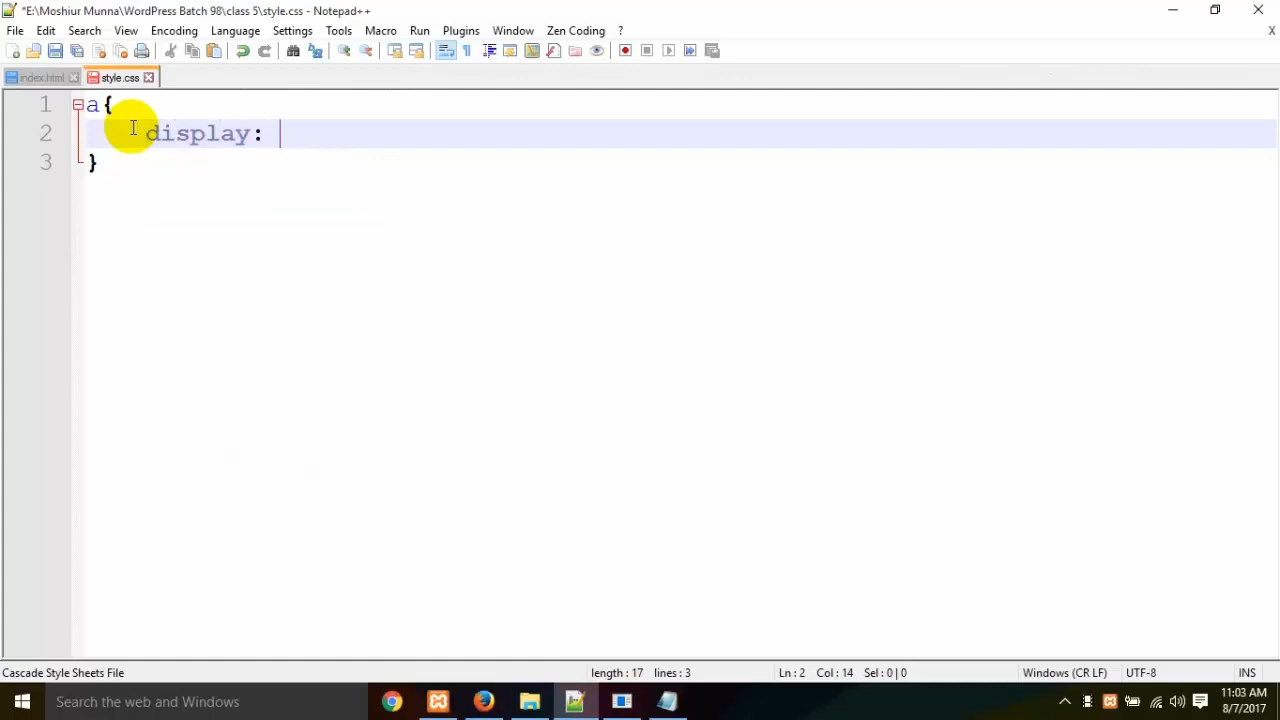 *E:\Moshiur Munna\WordPress Batch 98\class 5\style.css - Notepad++
File Edit Search View Encoding Language Settings Tools Macro Run Plugins Window Zen Coding ? X
index.html style.css
1 a{
2 display:
3 }
Cascade Style Sheets File length : 17 lines : 3 Ln : 2 Col : 14 Sel : 0 | 0 Windows (CR LF) UTF-8 INS
Search the web and Windows 11:03 AM
8/7/2017